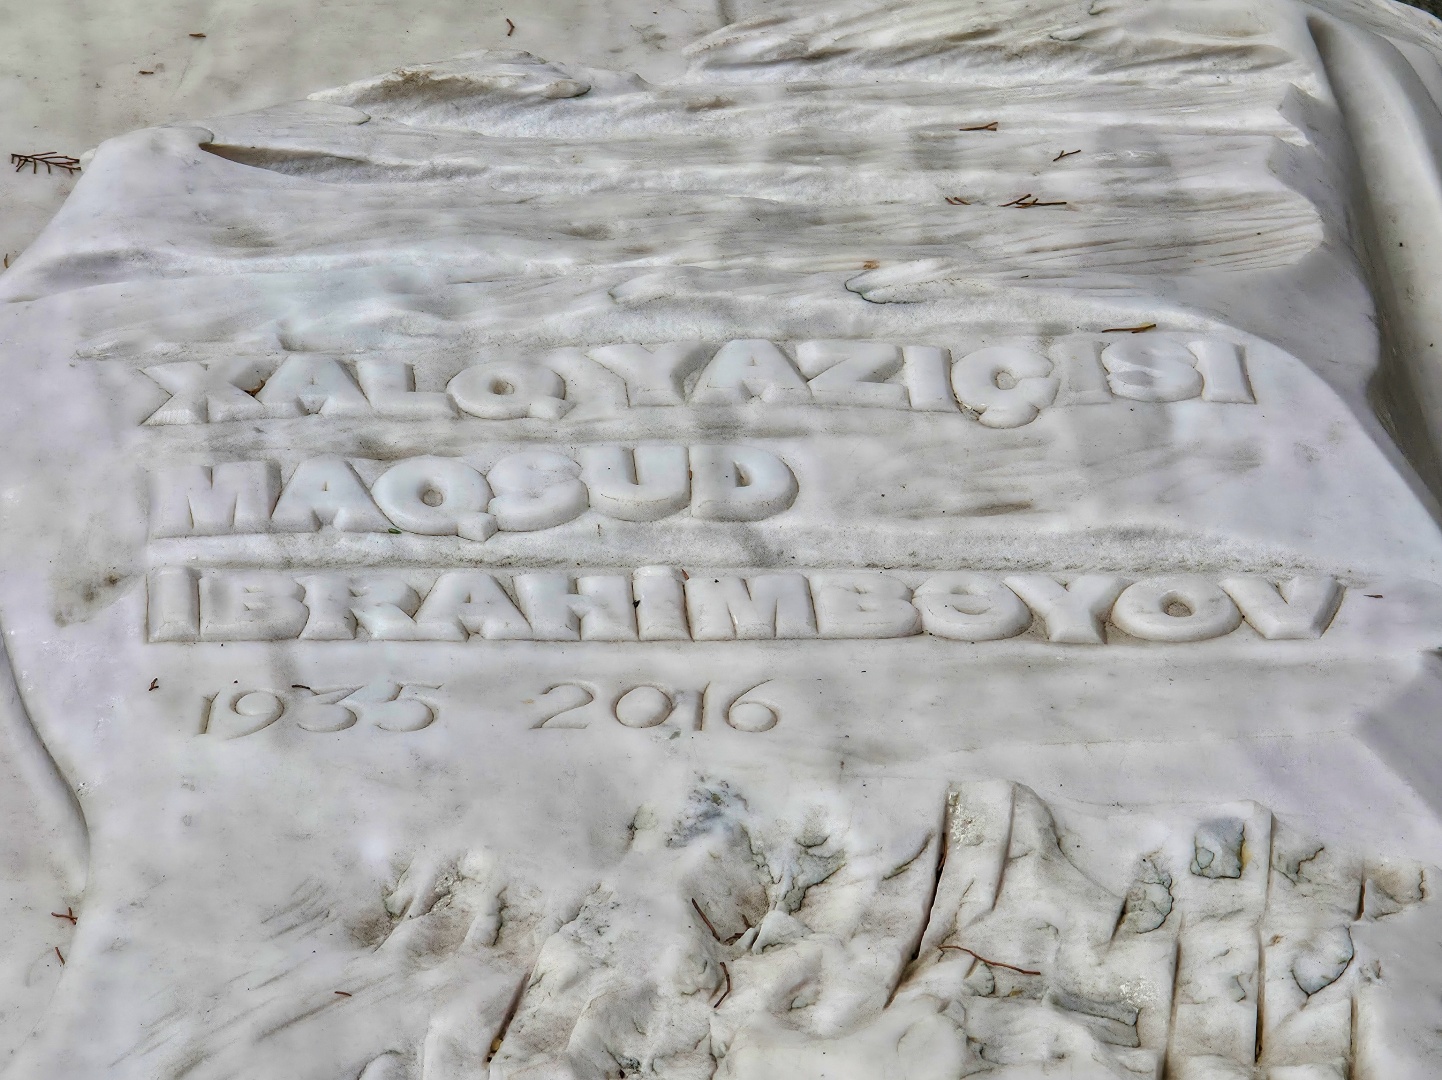 XALQ YAZIÇISI
MAQSUD
İBRAHİMBƏYOV
1935 2016